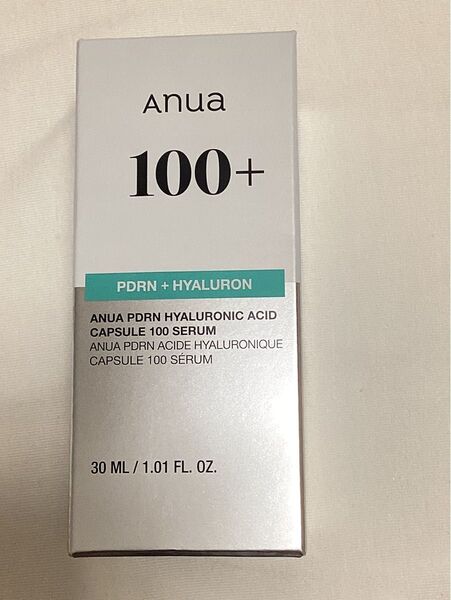 Anua
100+
PDRN + HYALURON
ANUA PDRN HYALURONIC ACID
CAPSULE 100 SERUM
ANUA PDRN ACIDE HYALURONIQUE
CAPSULE 100 SÉRUM
30 ML / 1.01 FL. OZ.